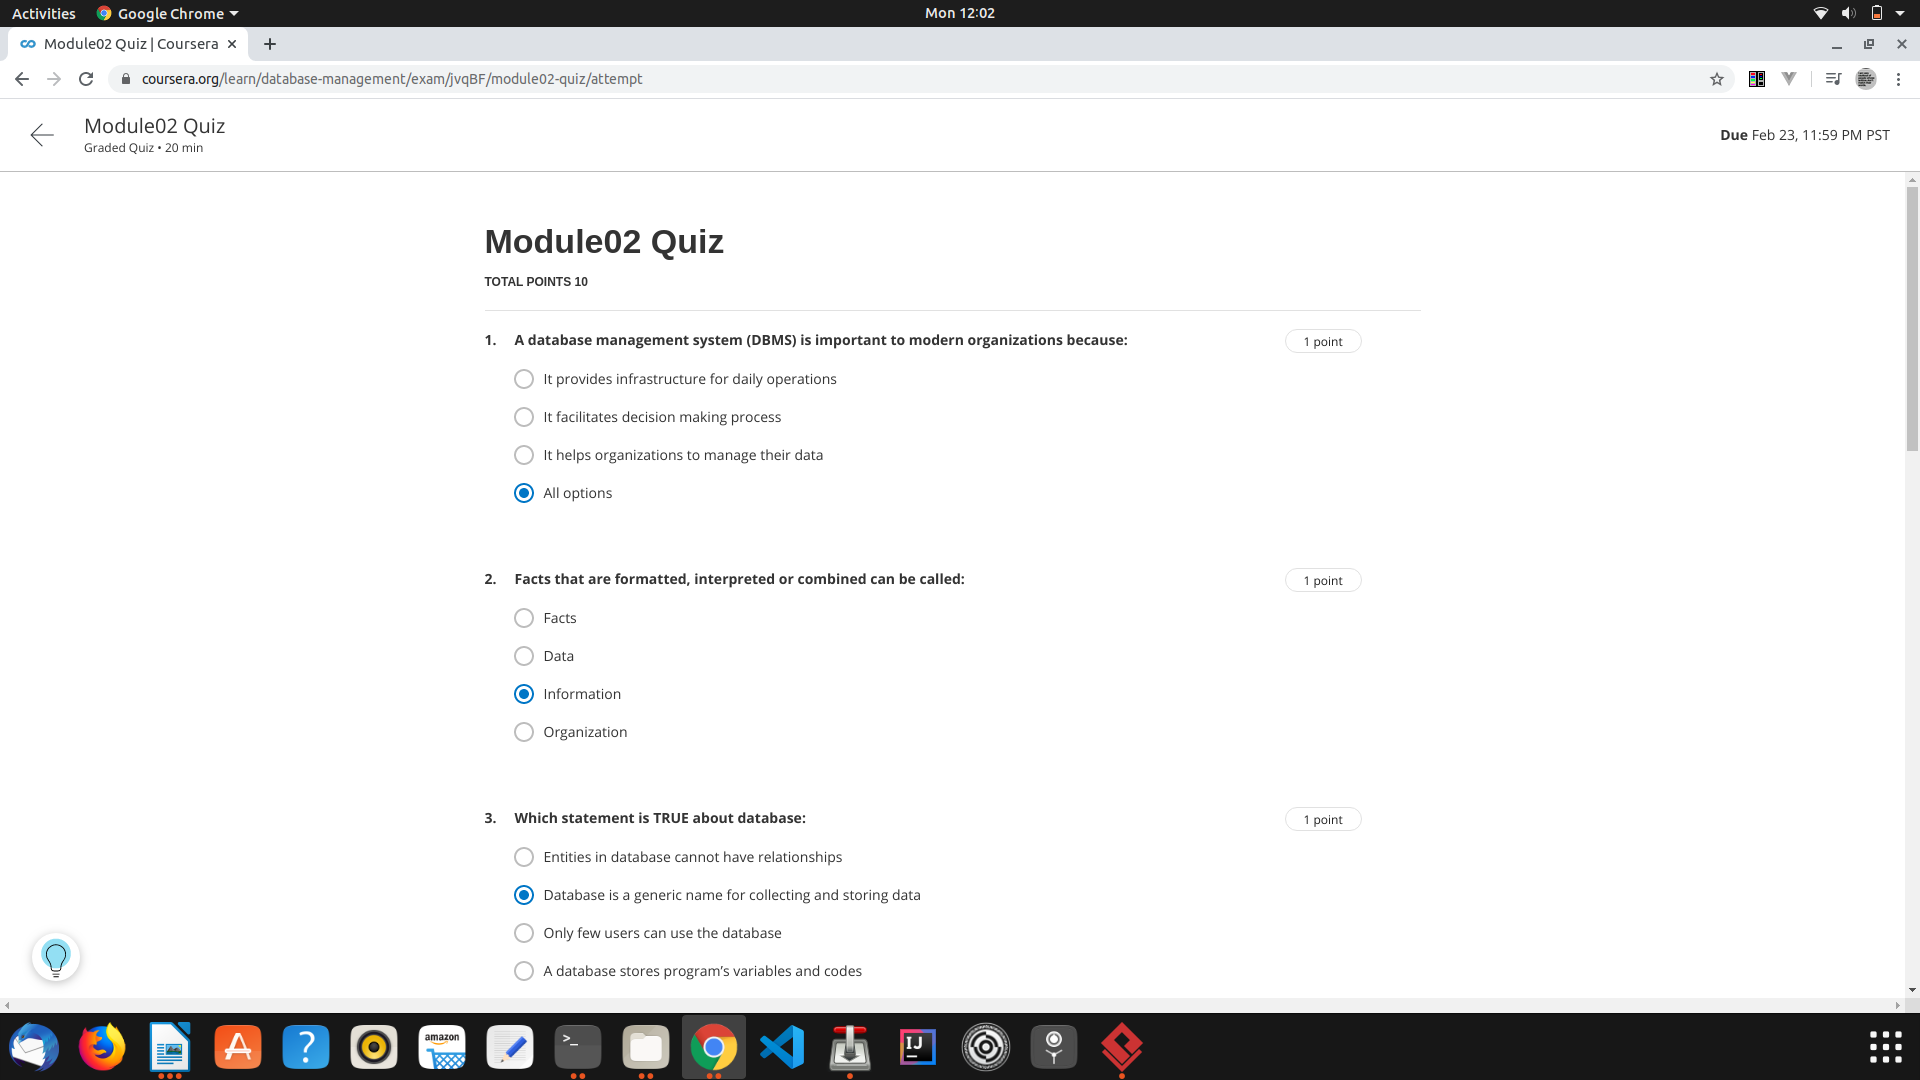 Activities
Google Chrome
Mon 12:02
Module02 Quiz | Coursera
coursera.org/learn/database-management/exam/jvqBF/module02-quiz/attempt
Module02 Quiz
Graded Quiz • 20 min
Due Feb 23, 11:59 PM PST
Module02 Quiz
TOTAL POINTS 10
1. A database management system (DBMS) is important to modern organizations because:
1 point
It provides infrastructure for daily operations
It facilitates decision making process
It helps organizations to manage their data
All options
2. Facts that are formatted, interpreted or combined can be called:
1 point
Facts
Data
Information
Organization
3. Which statement is TRUE about database:
1 point
Entities in database cannot have relationships
Database is a generic name for collecting and storing data
Only few users can use the database
A database stores program’s variables and codes
amazon
>_
IJ